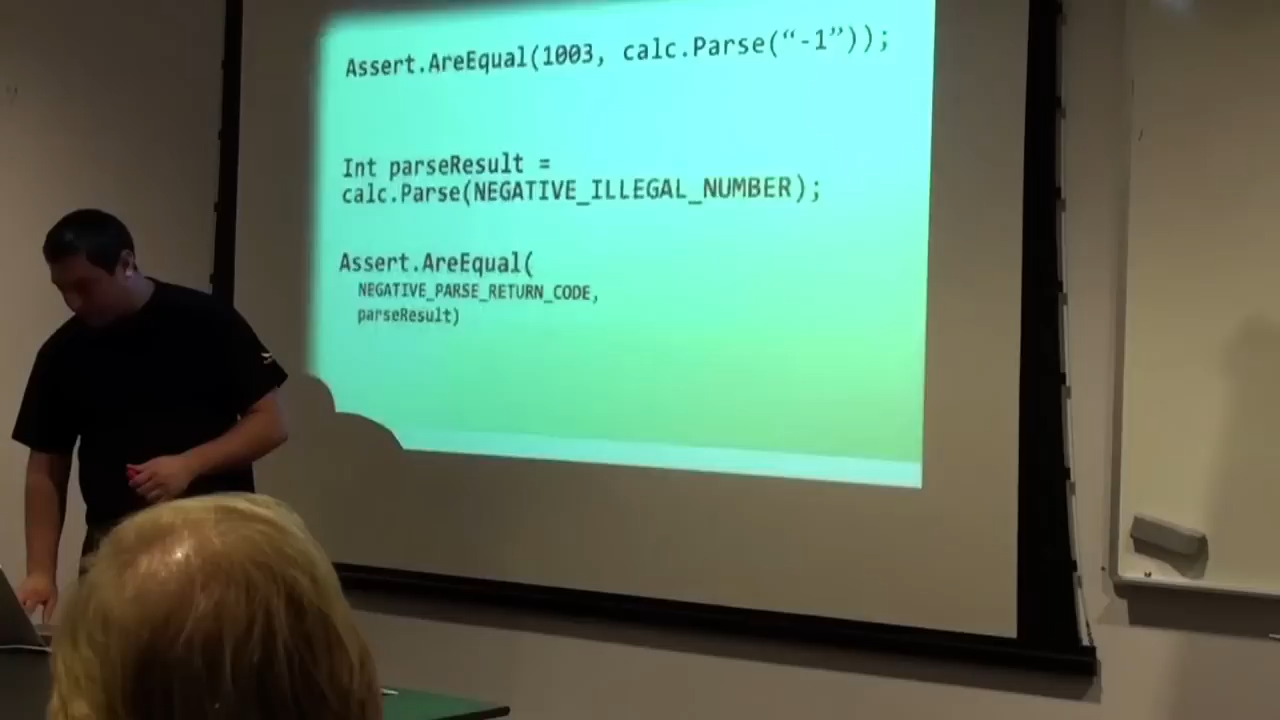 Assert.AreEqual(1003, calc.Parse(“-1”));
Int parseResult =
calc.Parse(NEGATIVE_ILLEGAL_NUMBER);
Assert.AreEqual(
NEGATIVE_PARSE_RETURN_CODE,
parseResult)